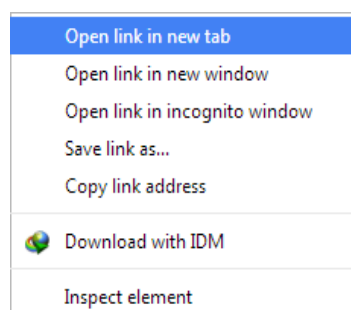 Open link in new tab
Open link in new window
Open link in incognito window
Save link as...
Copy link address
Download with IDM
Inspect element